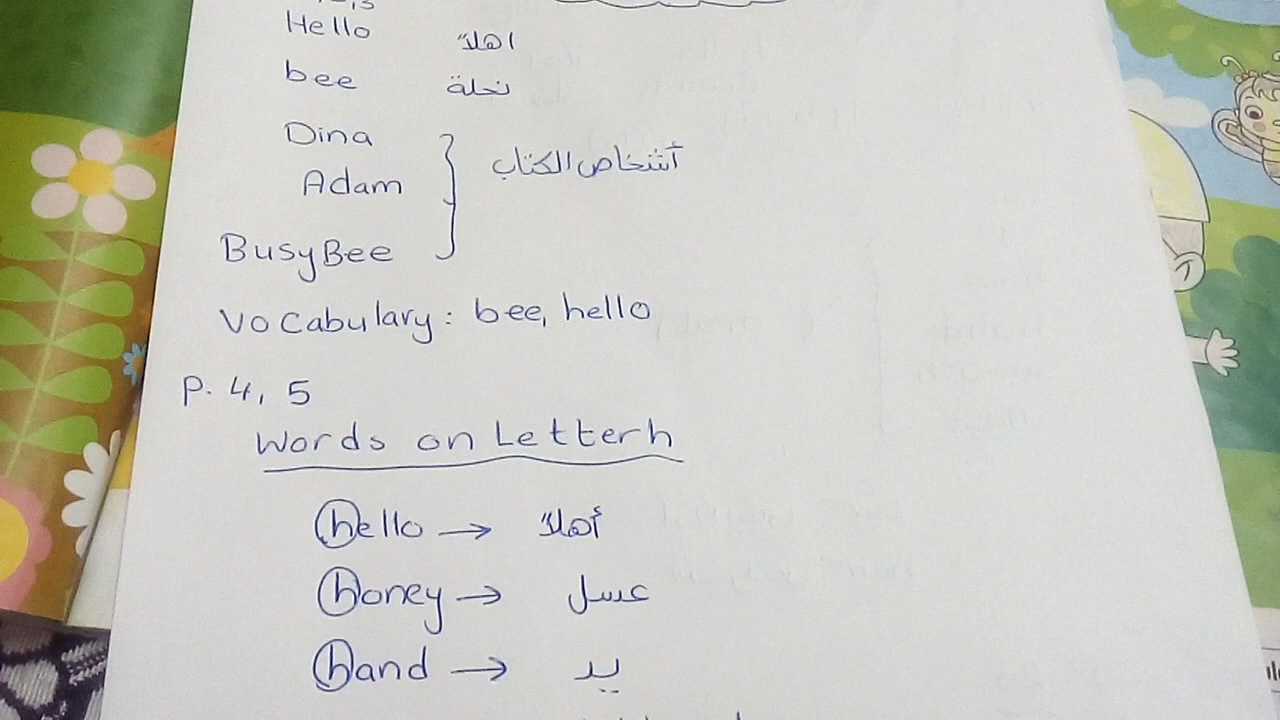 Hello اهلاً
bee نحلة
Dina
Adam } أشخاص الكتاب
BusyBee
Vocabulary: bee, hello
P. 4, 5
Words on Letter h
hello → أهلاً
honey → عسل
hand → يد